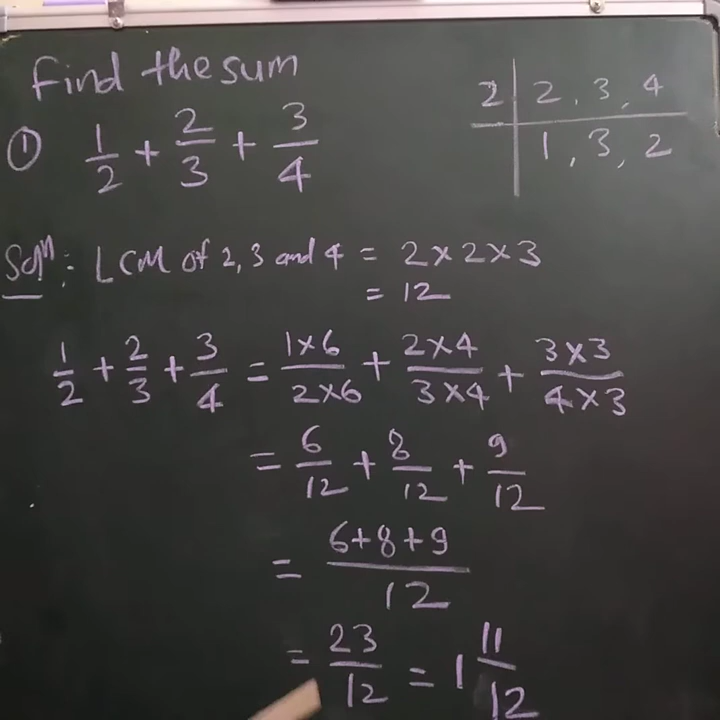 Find the sum
① 1/2 + 2/3 + 3/4
2 | 2, 3, 4
1, 3, 2
Solⁿ: LCM of 2, 3 and 4 = 2×2×3
= 12
1/2 + 2/3 + 3/4 = 1×6/2×6 + 2×4/3×4 + 3×3/4×3
= 6/12 + 8/12 + 9/12
= 6+8+9/12
= 23/12 = 1 11/12